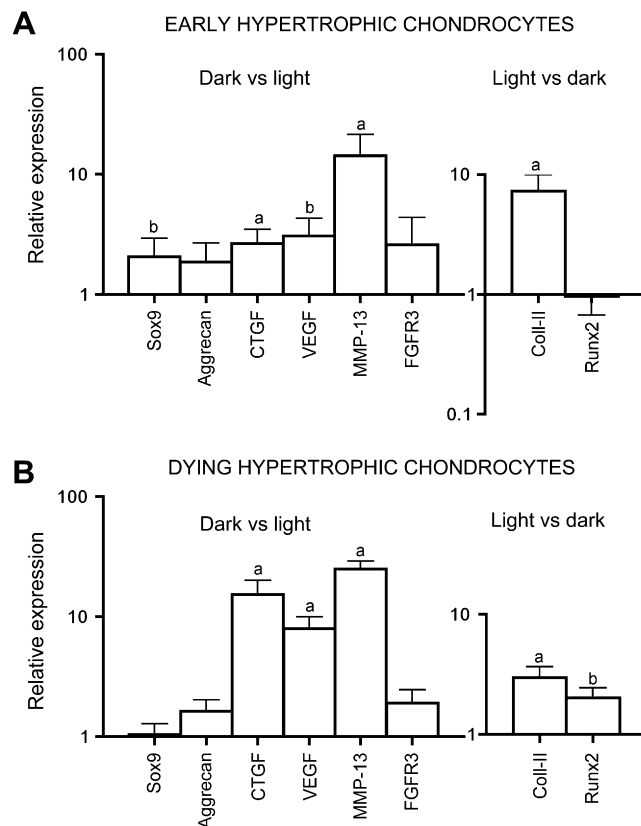 A
EARLY HYPERTROPHIC CHONDROCYTES
Dark vs light
Light vs dark
Relative expression
100
10
1
b
a
b
a
10
1
0.1
a
Sox9
Aggrecan
CTGF
VEGF
MMP-13
FGFR3
Coll-II
Runx2
B
DYING HYPERTROPHIC CHONDROCYTES
Dark vs light
Light vs dark
Relative expression
100
10
1
a
a
a
10
1
a
b
Sox9
Aggrecan
CTGF
VEGF
MMP-13
FGFR3
Coll-II
Runx2